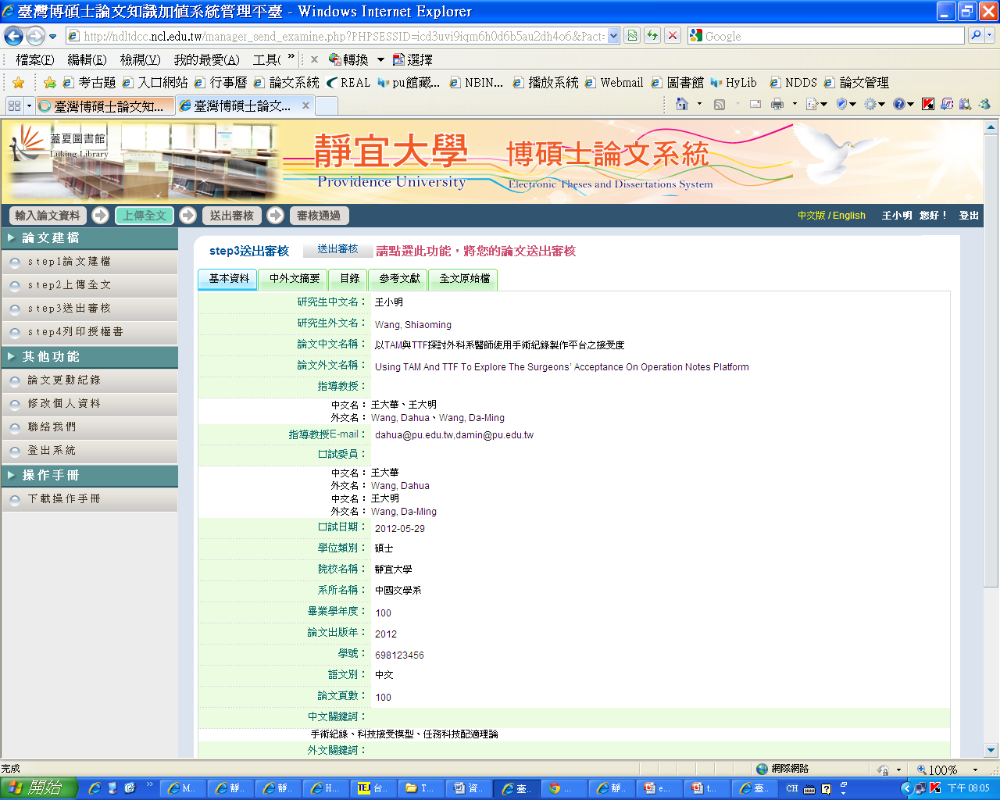 臺灣博碩士論文知識加值系統管理平臺 - Windows Internet Explorer
http://ndltdcc.ncl.edu.tw/manager_send_examine.php?PHPSESSID=icd3uvi9iqm6h0d6b5au2dh4o6&Pact=
Google
檔案(F) 編輯(E) 檢視(V) 我的最愛(A) 工具( » × 轉換 選擇
考古題 入口網站 行事曆 論文系統 REAL pu館藏... NBIN... 播放系統 Webmail 圖書館 HyLib NDDS 論文管理
臺灣博碩士論文知... 臺灣博碩士論文...
蓋夏圖書館
Luking Library
靜宜大學 博碩士論文系統
Providence University Electronic Theses and Dissertations System
輸入論文資料 上傳全文 送出審核 審核通過 中文版 / English 王小明 您好！ 登出
論文建檔
step1論文建檔
step2上傳全文
step3送出審核
step4列印授權書
其他功能
論文更動紀錄
修改個人資料
聯絡我們
登出系統
操作手冊
下載操作手冊
step3送出審核 送出審核 請點選此功能，將您的論文送出審核
基本資料 中外文摘要 目錄 參考文獻 全文原始檔
研究生中文名： 王小明
研究生外文名： Wang, Shiaoming
論文中文名稱： 以TAM與TTF探討外科系醫師使用手術紀錄製作平台之接受度
論文外文名稱： Using TAM And TTF To Explore The Surgeons’ Acceptance On Operation Notes Platform
指導教授：
中文名： 王大華、王大明
外文名： Wang, Dahua、Wang, Da-Ming
指導教授E-mail： dahua@pu.edu.tw,damin@pu.edu.tw
口試委員：
中文名： 王大華
外文名： Wang, Dahua
中文名： 王大明
外文名： Wang, Da-Ming
口試日期： 2012-05-29
學位類別： 碩士
院校名稱： 靜宜大學
系所名稱： 中國文學系
畢業學年度： 100
論文出版年： 2012
學號： 698123456
語文別： 中文
論文頁數： 100
中文關鍵詞：
手術紀錄、科技接受模型、任務科技配適理論
外文關鍵詞：
完成 網際網路 100%
開始 » M.. 靜.. 靜.. H.. TEJ 台.. T... 資.. 臺.. ... 靜.. e... t... 臺.. CH 下午 08:05